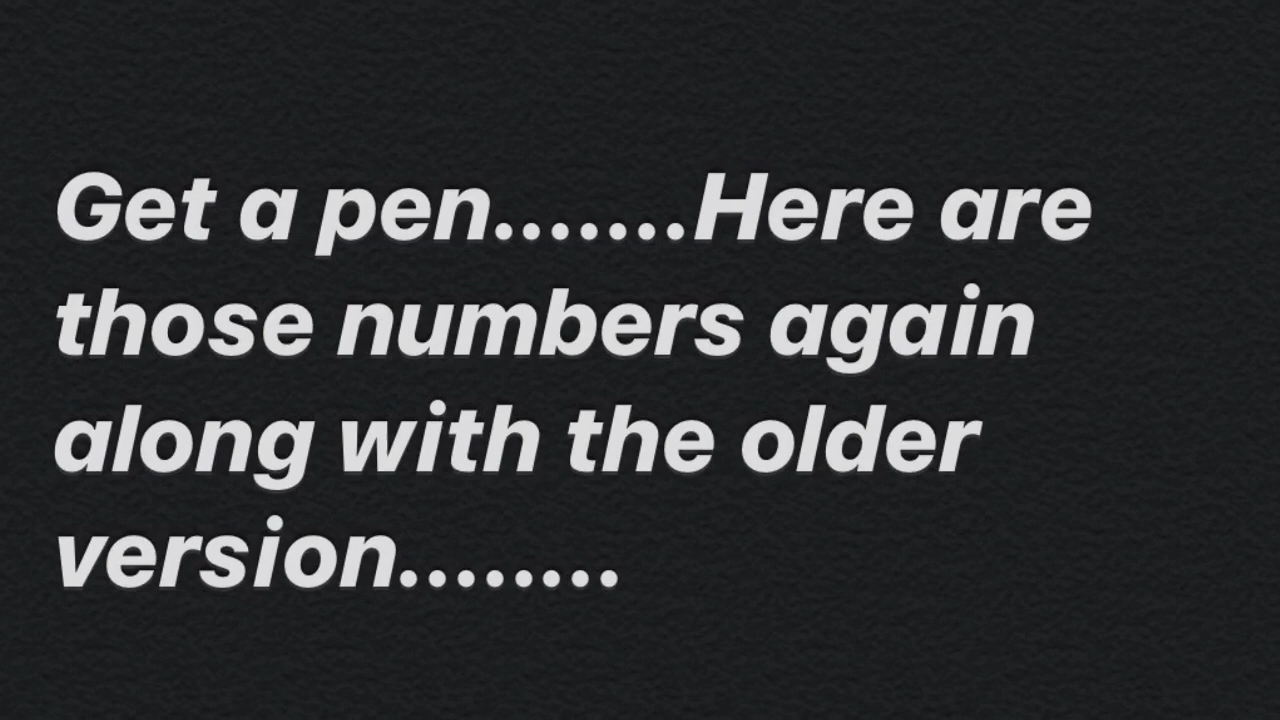 Get a pen.......Here are
those numbers again
along with the older
version........